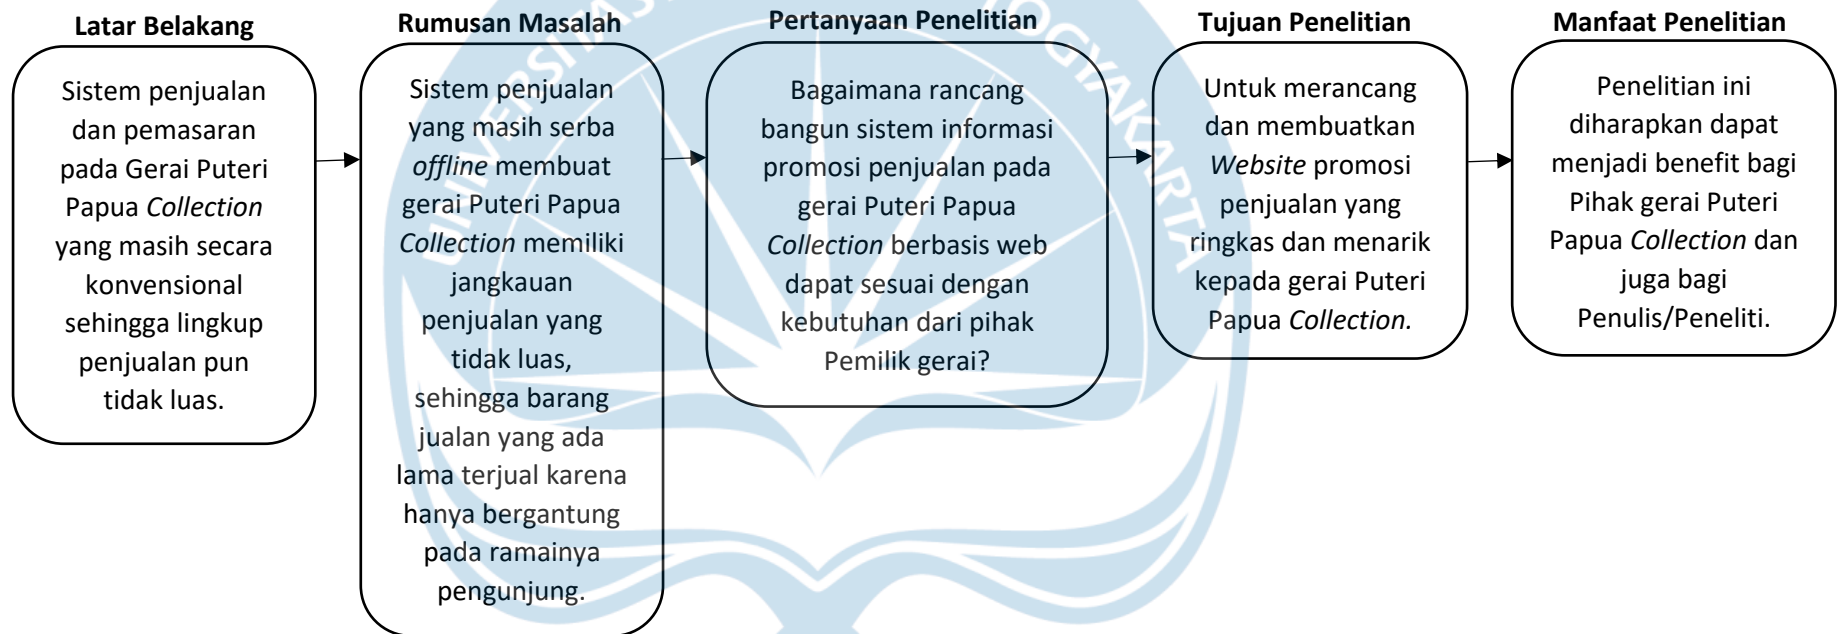 Latar Belakang
Sistem penjualan
dan pemasaran
pada Gerai Puteri
Papua Collection
yang masih secara
konvensional
sehingga lingkup
penjualan pun
tidak luas.
Rumusan Masalah
Sistem penjualan
yang masih serba
offline membuat
gerai Puteri Papua
Collection memiliki
jangkauan
penjualan yang
tidak luas,
sehingga barang
jualan yang ada
lama terjual karena
hanya bergantung
pada ramainya
pengunjung.
Pertanyaan Penelitian
Bagaimana rancang
bangun sistem informasi
promosi penjualan pada
gerai Puteri Papua
Collection berbasis web
dapat sesuai dengan
kebutuhan dari pihak
Pemilik gerai?
Tujuan Penelitian
Untuk merancang
dan membuatkan
Website promosi
penjualan yang
ringkas dan menarik
kepada gerai Puteri
Papua Collection.
Manfaat Penelitian
Penelitian ini
diharapkan dapat
menjadi benefit bagi
Pihak gerai Puteri
Papua Collection dan
juga bagi
Penulis/Peneliti.
UNIVERSITAS
YOGYAKARTA